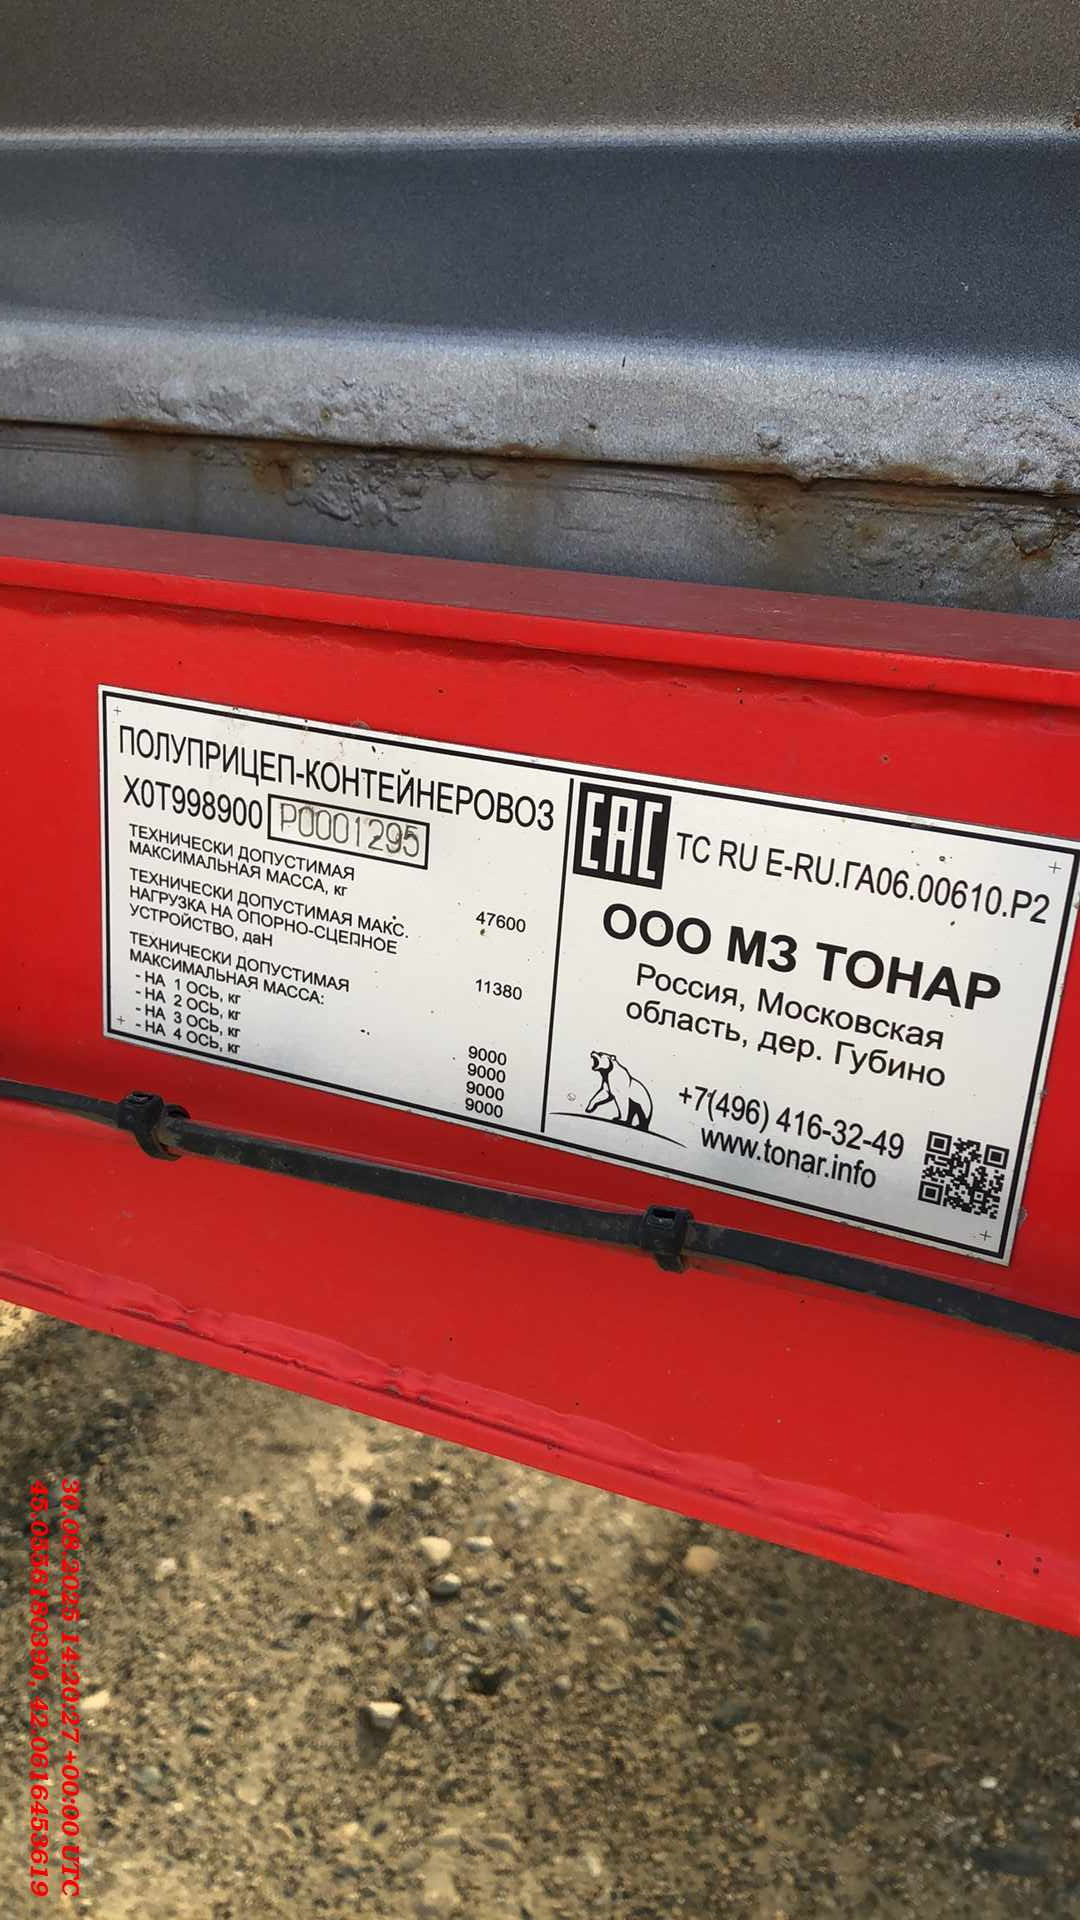 ПОЛУПРИЦЕП-КОНТЕЙНЕРОВОЗ
X0T998900 P0001295
ТЕХНИЧЕСКИ ДОПУСТИМАЯ
МАКСИМАЛЬНАЯ МАССА, кг
47600
ТЕХНИЧЕСКИ ДОПУСТИМАЯ МАКС.
НАГРУЗКА НА ОПОРНО-СЦЕПНОЕ
УСТРОЙСТВО, даН
11380
ТЕХНИЧЕСКИ ДОПУСТИМАЯ
МАКСИМАЛЬНАЯ МАССА:
- НА 1 ОСЬ, кг 9000
- НА 2 ОСЬ, кг 9000
- НА 3 ОСЬ, кг 9000
- НА 4 ОСЬ, кг 9000
EAC TC RU E-RU.ГА06.00610.P2
ООО МЗ ТОНАР
Россия, Московская
область, дер. Губино
+7(496) 416-32-49
www.tonar.info
30.08.2025 14:20:27 +00:00 UTC
45.0556180390, 42.0616453619